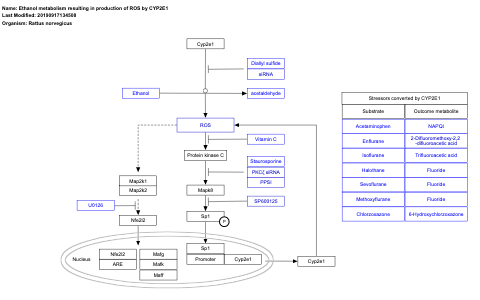 Name: Ethanol metabolism resulting in production of ROS by CYP2E1
Last Modified: 20190917134508
Organism: Rattus norvegicus
Cyp2e1
Diallyl sulfide
siRNA
Ethanol
acetaldehyde
ROS
Vitamin C
Protein kinase C
Staurosporine
PKCζ siRNA
PPSI
Map2k1
Map2k2
Mapk8
U0126
SP600125
Nfe2l2
Sp1
P
Nucleus
Nfe2l2
ARE
Mafg
Mafk
Maff
Sp1
Promoter
Cyp2e1
Cyp2e1
Stressors converted by CYP2E1
Substrate
Outcome metabolite
Acetaminophen
NAPQI
Enflurane
2-Difluoromethoxy-2,2
-difluoroacetic acid
Isoflurane
Trifluoroacetic acid
Halothane
Fluoride
Sevoflurane
Fluoride
Methoxyflurane
Fluoride
Chlorzoxazone
6-Hydroxychlorzoxazone